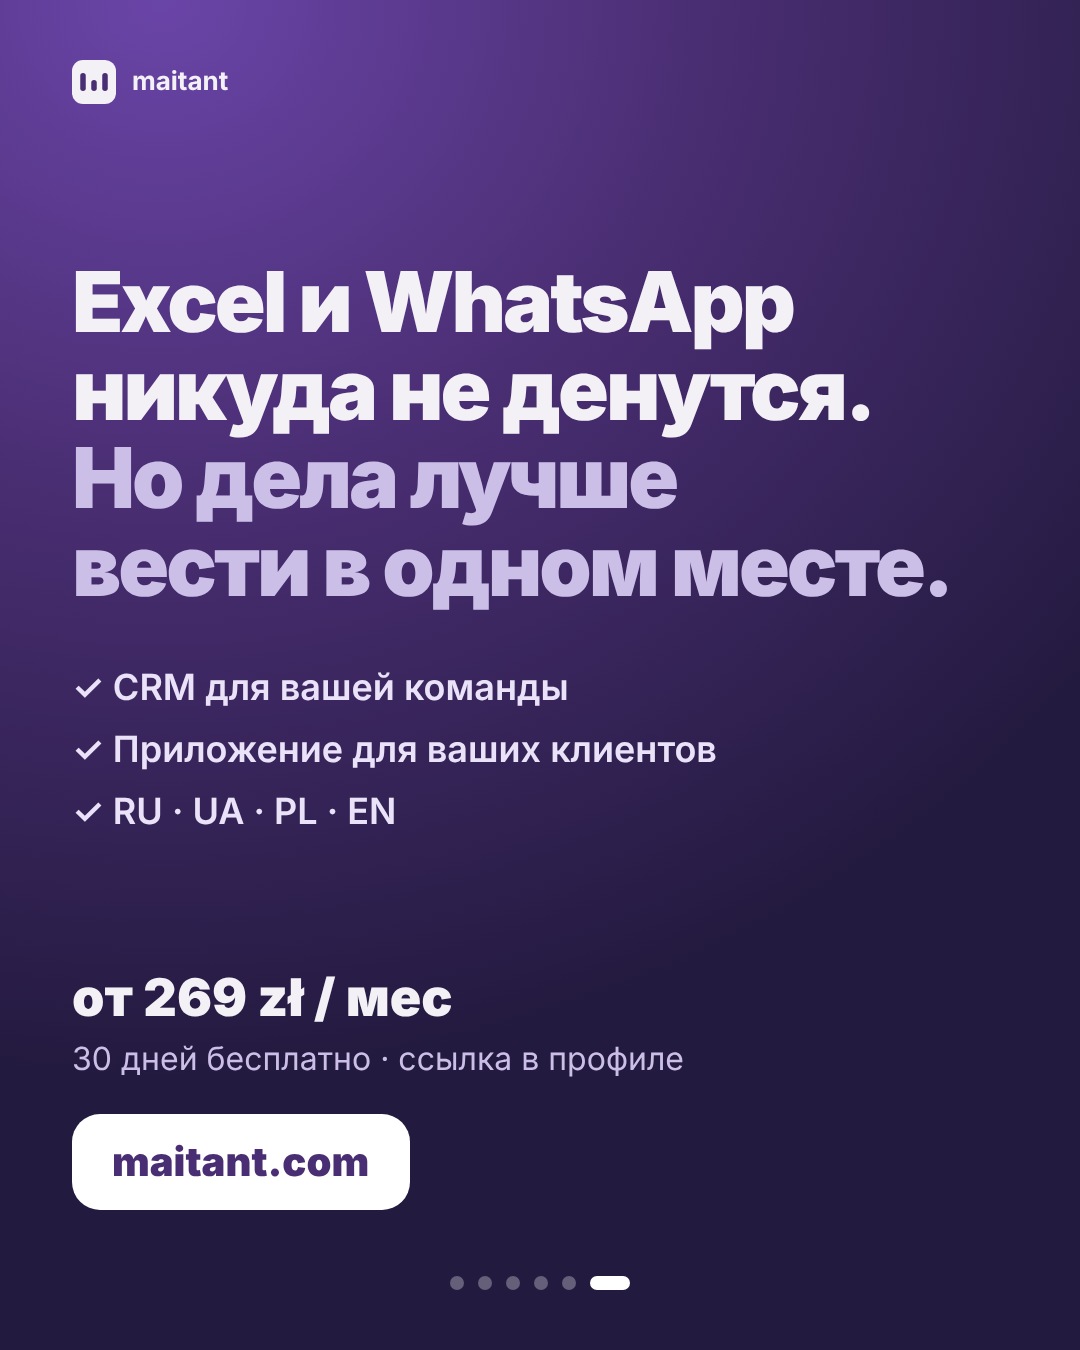 maitant
Excel и WhatsApp
никуда не денутся.
Но дела лучше
вести в одном месте.
✓ CRM для вашей команды
✓ Приложение для ваших клиентов
✓ RU · UA · PL · EN
от 269 zł / мес
30 дней бесплатно · ссылка в профиле
maitant.com